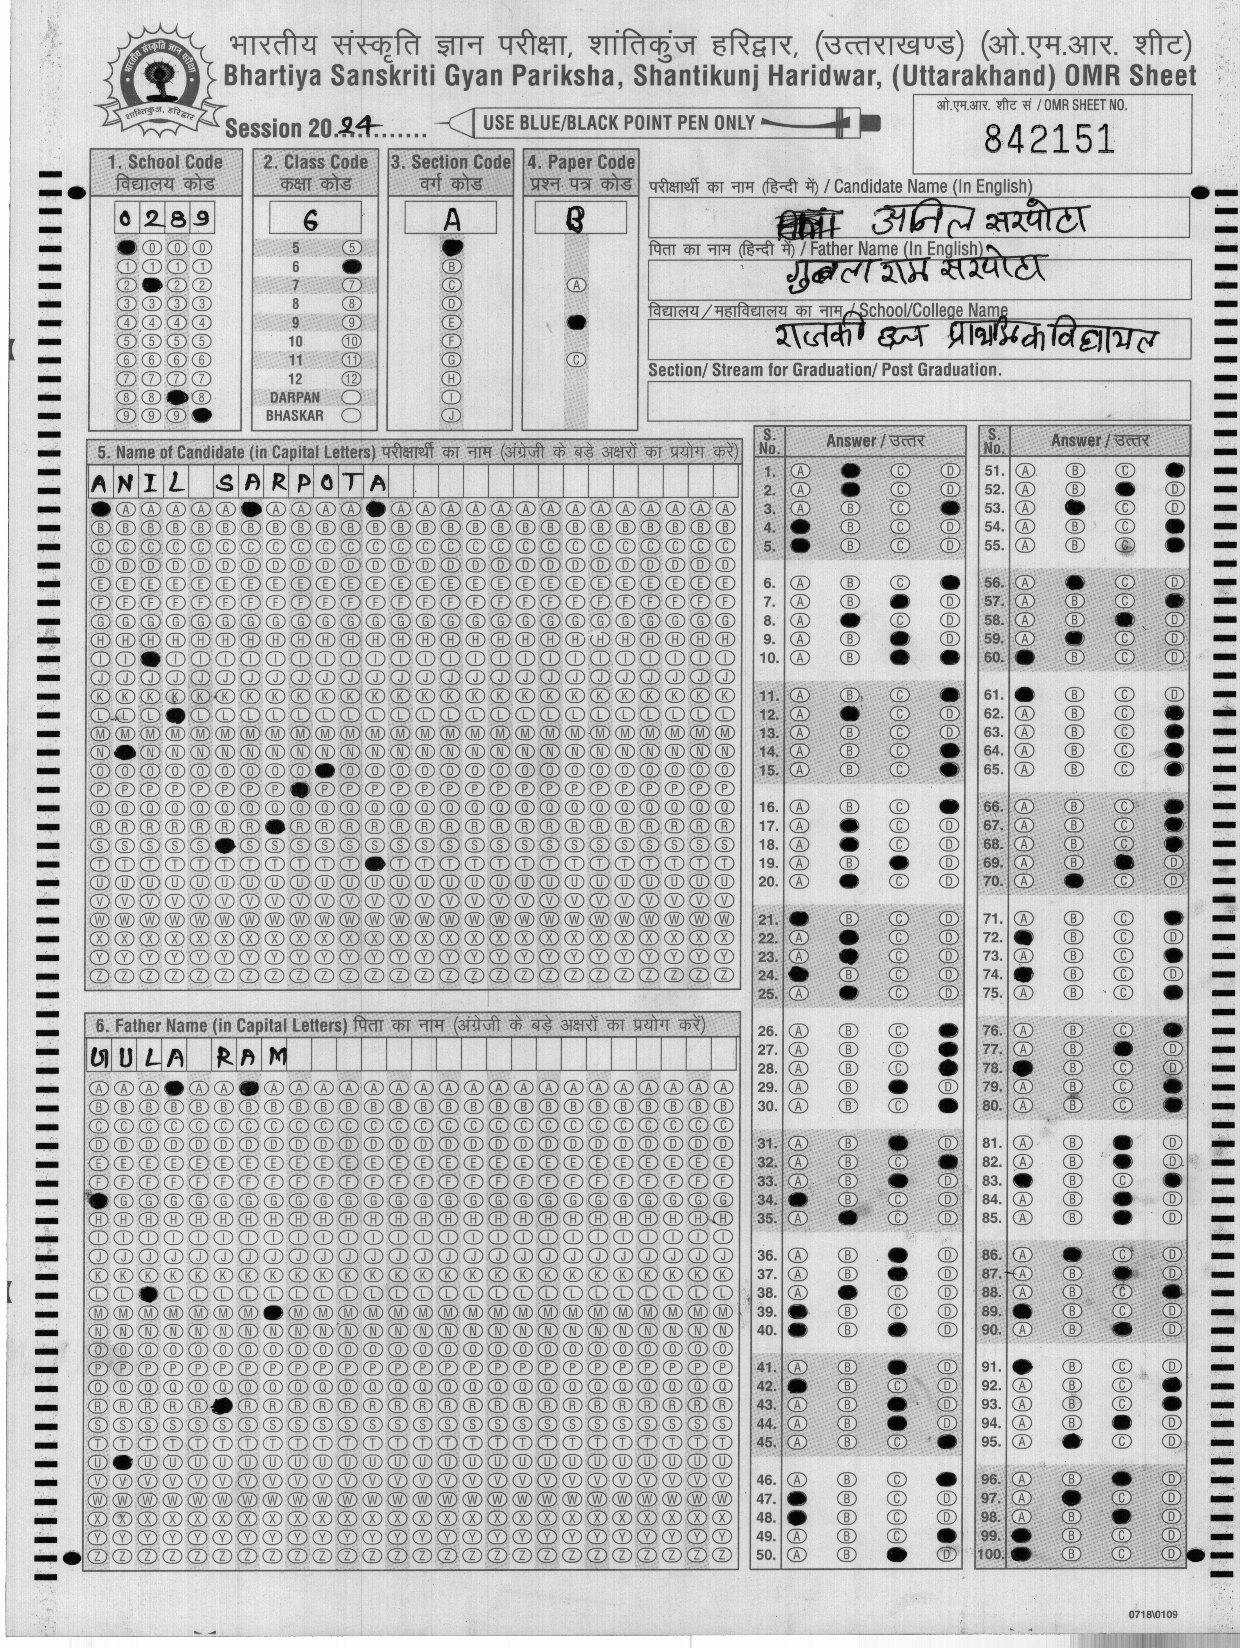 भारतीय संस्कृति ज्ञान परीक्षा, शांतिकुंज हरिद्वार, (उत्तराखण्ड) (ओ.एम.आर. शीट)
Bhartiya Sanskriti Gyan Pariksha, Shantikunj Haridwar, (Uttarakhand) OMR Sheet
Session 20 24
USE BLUE/BLACK POINT PEN ONLY
ओ.एम.आर. शीट सं / OMR SHEET NO.
842151
1. School Code
विद्यालय कोड
0289
2. Class Code
कक्षा कोड
6
5
6
7
8
9
10
11
12
DARPAN
BHASKAR
3. Section Code
वर्ग कोड
A
4. Paper Code
प्रश्न पत्र कोड
B
परीक्षार्थी का नाम (हिन्दी में) / Candidate Name (In English)
अनिल सरपोटा
पिता का नाम (हिन्दी में) / Father Name (In English)
राम सरपोटा
विद्यालय / महाविद्यालय का नाम / School/College Name
राजकी प्राथमिक विद्यायल
Section/ Stream for Graduation/ Post Graduation.
5. Name of Candidate (in Capital Letters) परीक्षार्थी का नाम (अंग्रेजी के बड़े अक्षरों का प्रयोग करें)
ANIL SARPOTA
6. Father Name (in Capital Letters) पिता का नाम (अंग्रेजी के बड़े अक्षरों का प्रयोग करें)
GULA RAM
S. No. Answer / उत्तर
S. No. Answer / उत्तर
0718\0109